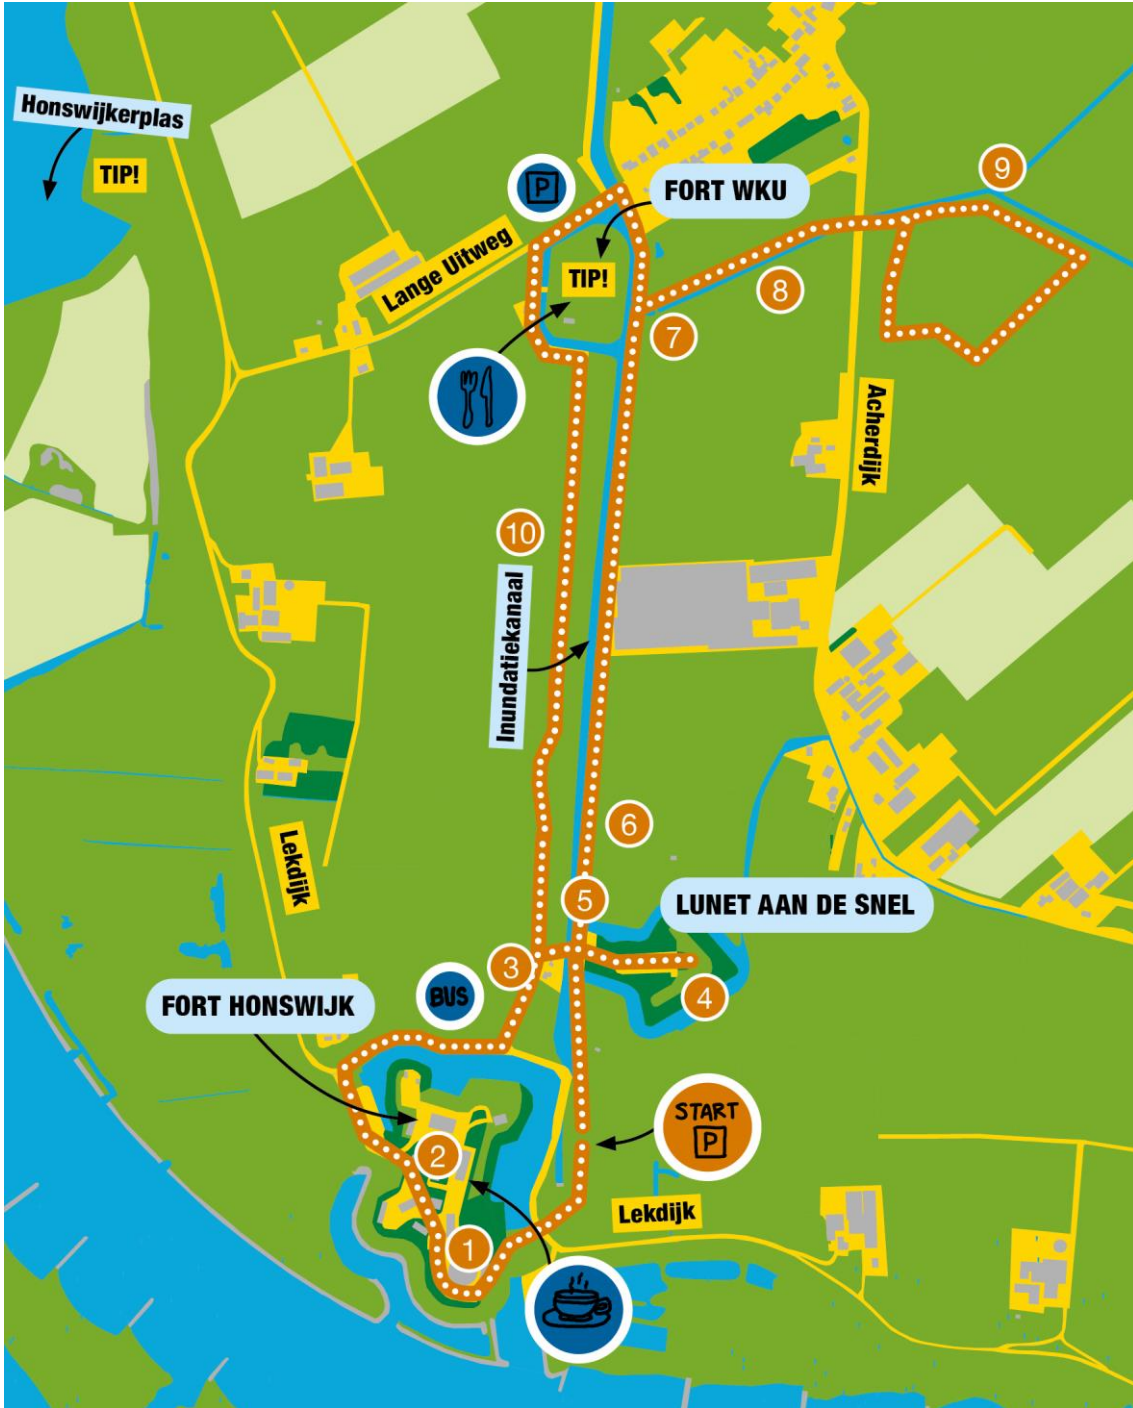 Honswijkerplas
TIP!
9
P
FORT WKU
Lange Uitweg
TIP!
8
7
Acherdijk
10
Inundatiekanaal
6
Lekdijk
5
LUNET AAN DE SNEL
3
BUS
4
FORT HONSWIJK
START
P
2
Lekdijk
1